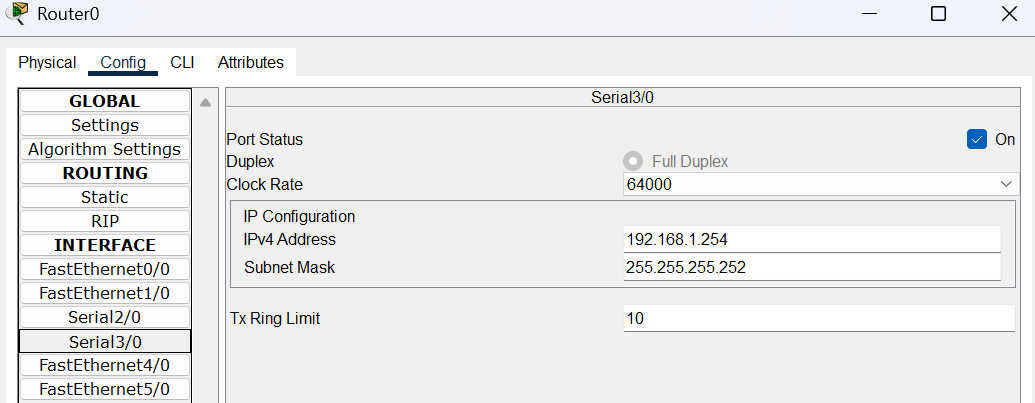 Router0
Physical Config CLI Attributes
GLOBAL
Settings
Algorithm Settings
ROUTING
Static
RIP
INTERFACE
FastEthernet0/0
FastEthernet1/0
Serial2/0
Serial3/0
FastEthernet4/0
FastEthernet5/0
Serial3/0
Port Status On
Duplex Full Duplex
Clock Rate 64000
IP Configuration
IPv4 Address 192.168.1.254
Subnet Mask 255.255.255.252
Tx Ring Limit 10